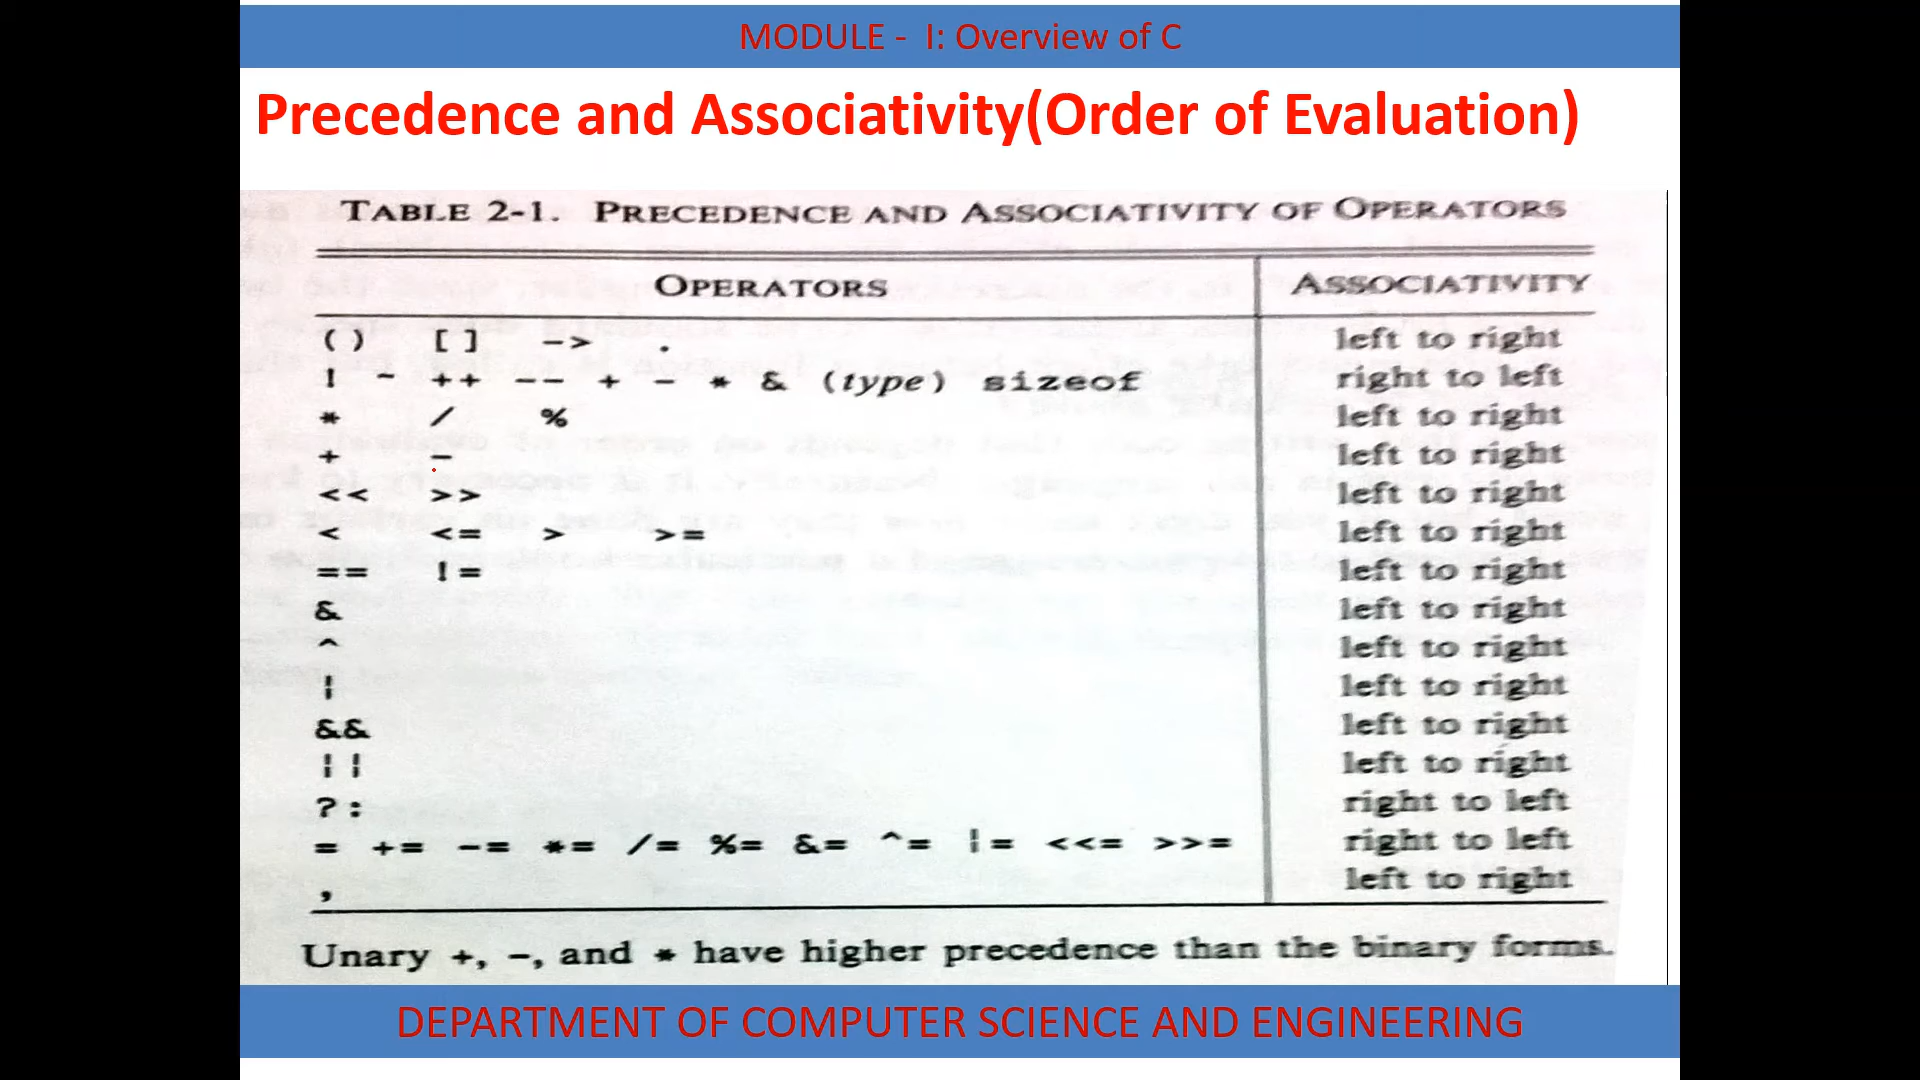 MODULE - I: Overview of C
Precedence and Associativity(Order of Evaluation)
TABLE 2-1. PRECEDENCE AND ASSOCIATIVITY OF OPERATORS
OPERATORS ASSOCIATIVITY
() [] -> . left to right
! ~ ++ -- + - * & (type) sizeof right to left
* / % left to right
+ - left to right
<< >> left to right
< <= > >= left to right
== != left to right
& left to right
^ left to right
| left to right
&& left to right
|| left to right
?: right to left
= += -= *= /= %= &= ^= |= <<= >>= right to left
, left to right
Unary +, -, and * have higher precedence than the binary forms.
DEPARTMENT OF COMPUTER SCIENCE AND ENGINEERING